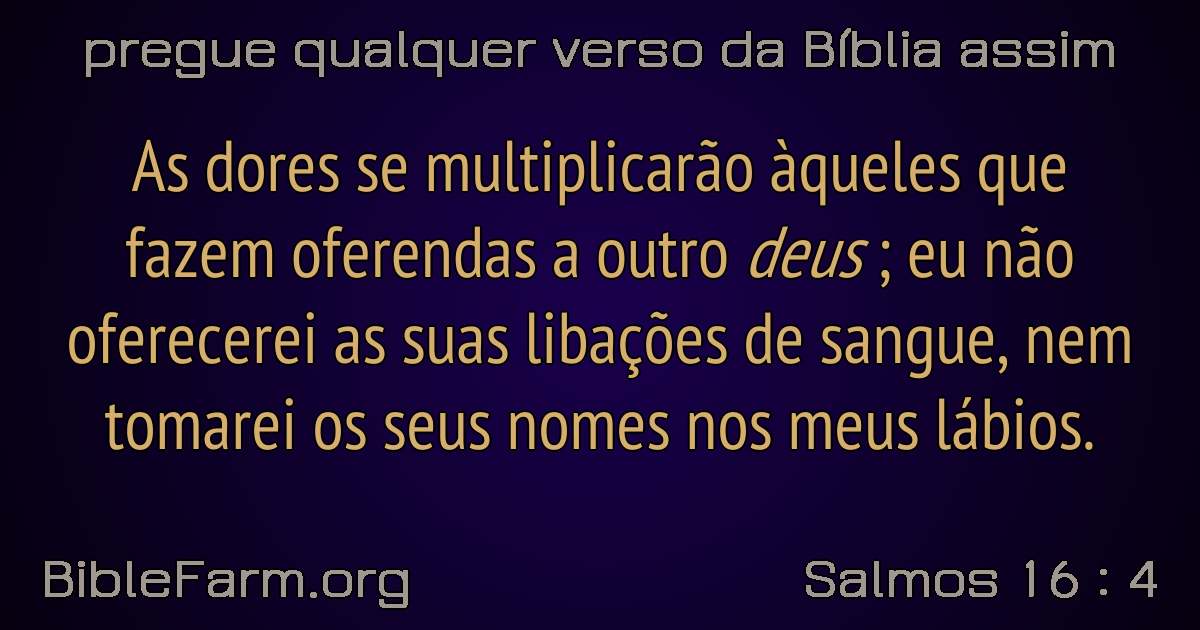 pregue qualquer verso da Bíblia assim
As dores se multiplicarão àqueles que
fazem oferendas a outro deus ; eu não
oferecerei as suas libações de sangue, nem
tomarei os seus nomes nos meus lábios.
BibleFarm.org
Salmos 16 : 4